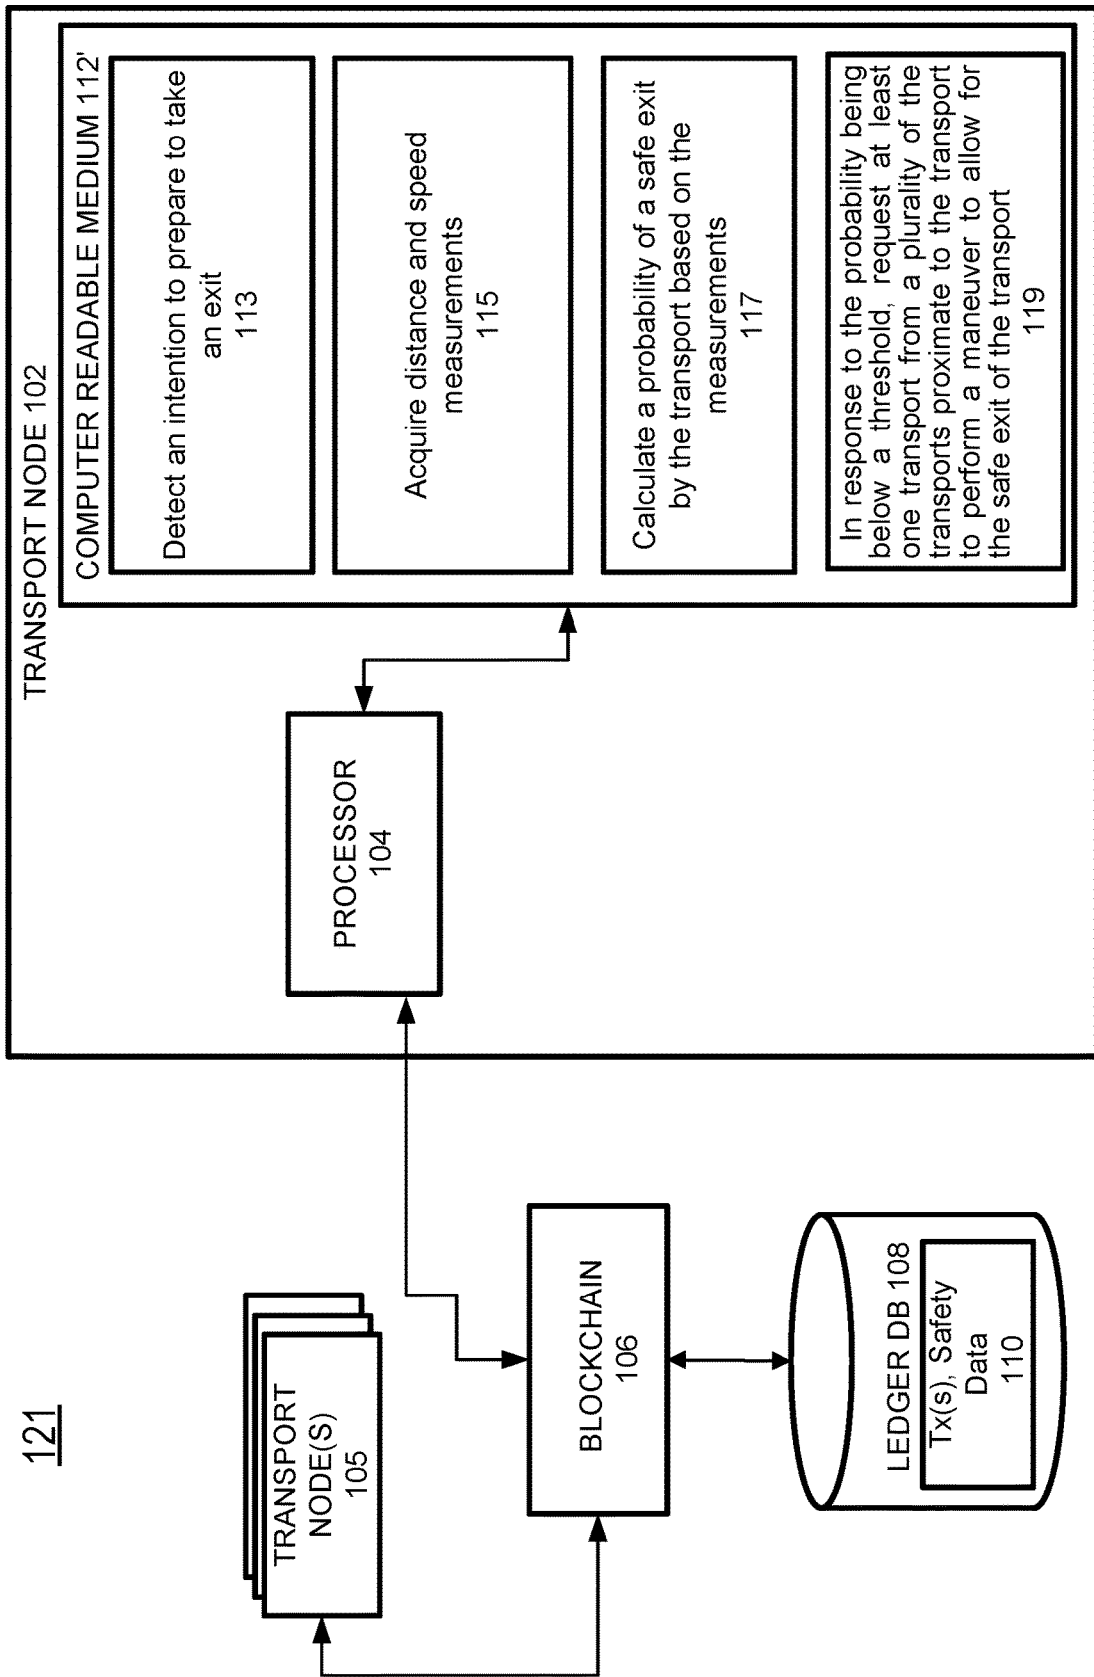 121
TRANSPORT NODE 102
COMPUTER READABLE MEDIUM 112'
Detect an intention to prepare to take
an exit
113
Acquire distance and speed
measurements
115
Calculate a probability of a safe exit
by the transport based on the
measurements
117
In response to the probability being
below a threshold, request at least
one transport from a plurality of the
transports proximate to the transport
to perform a maneuver to allow for
the safe exit of the transport
119
PROCESSOR
104
TRANSPORT
NODE(S)
105
BLOCKCHAIN
106
LEDGER DB 108
Tx(s), Safety
Data
110